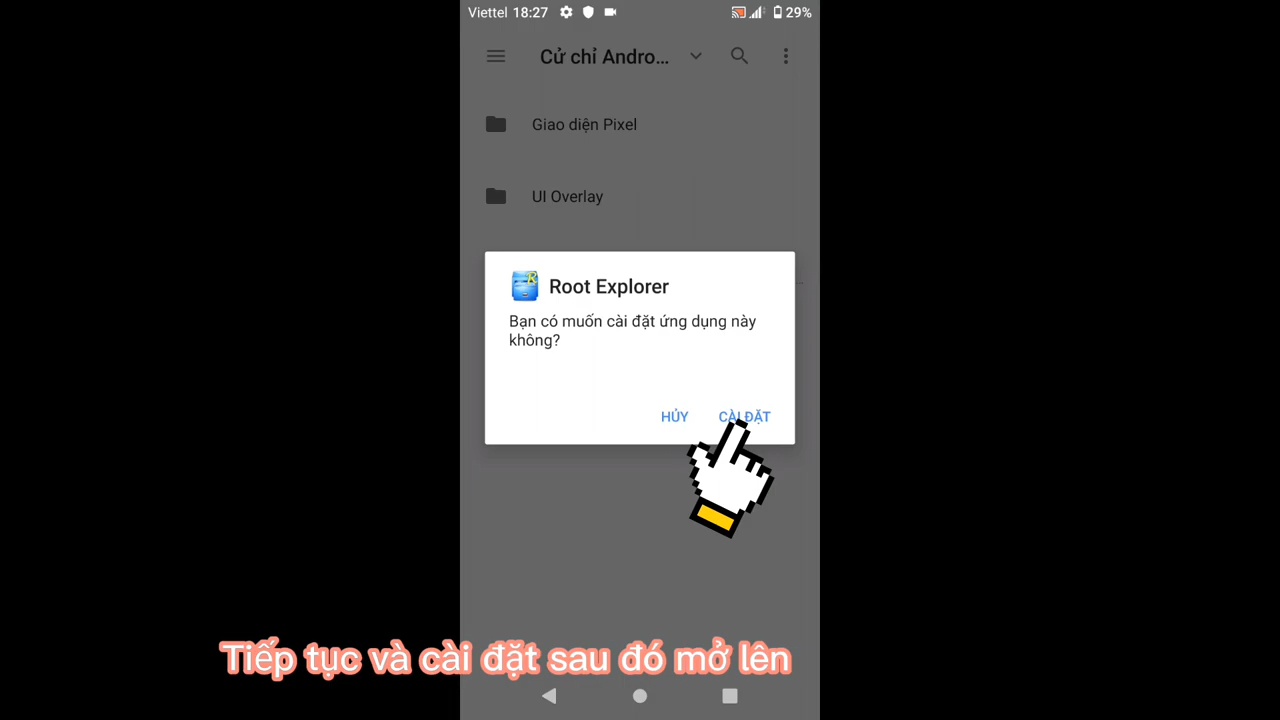 Viettel 18:27 29%
Cử chỉ Andro...
Giao diện Pixel
UI Overlay
Root Explorer
Bạn có muốn cài đặt ứng dụng này
không?
HỦY CÀI ĐẶT
Tiếp tục và cài đặt sau đó mở lên